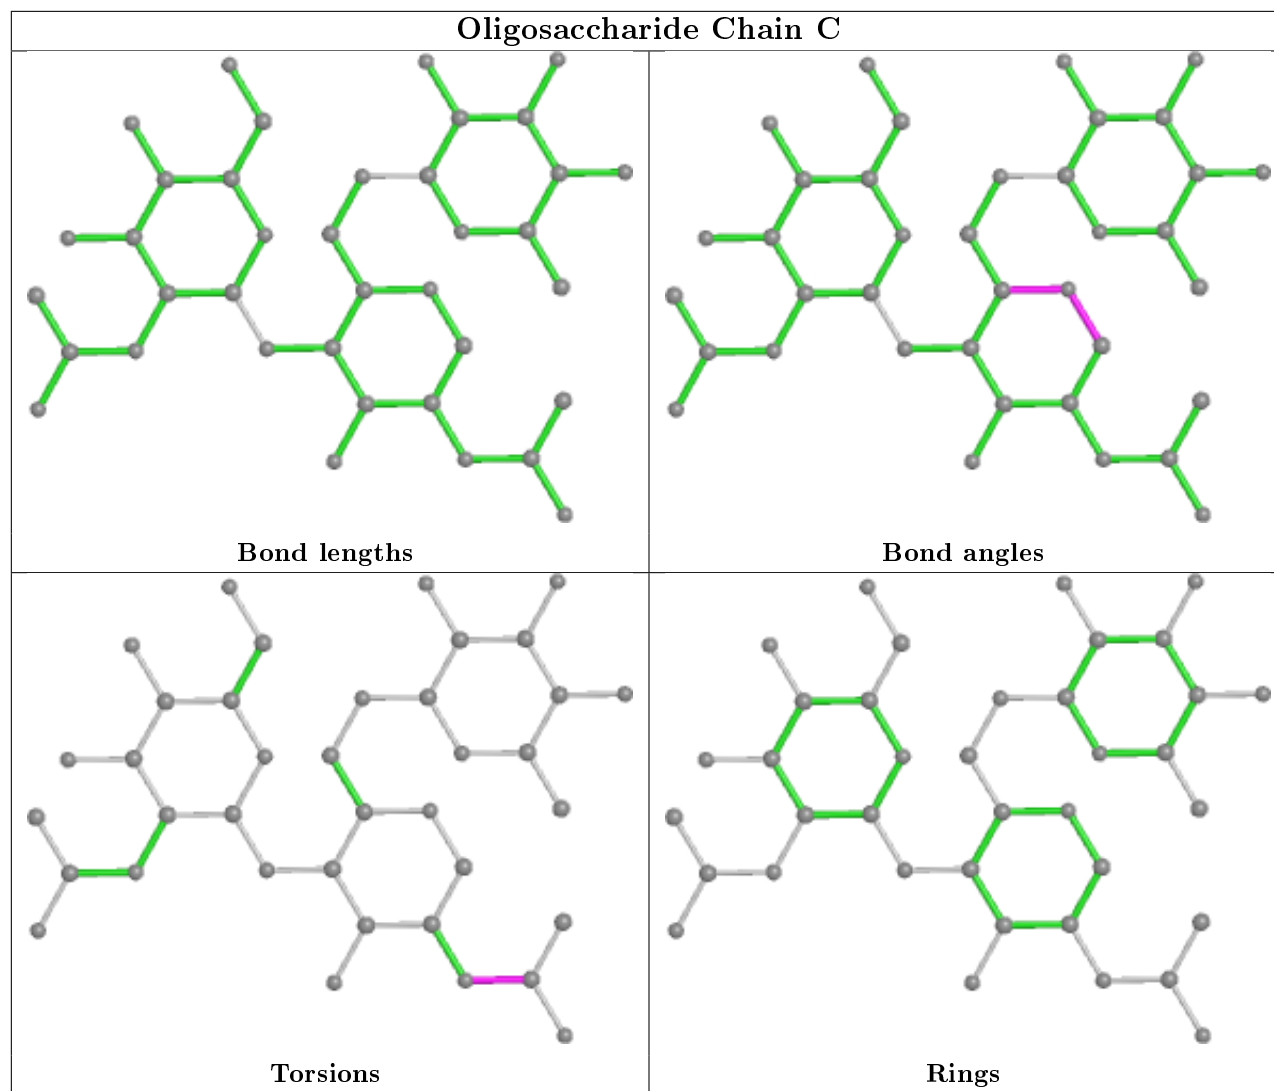 Oligosaccharide Chain C
Bond lengths
Bond angles
Torsions
Rings